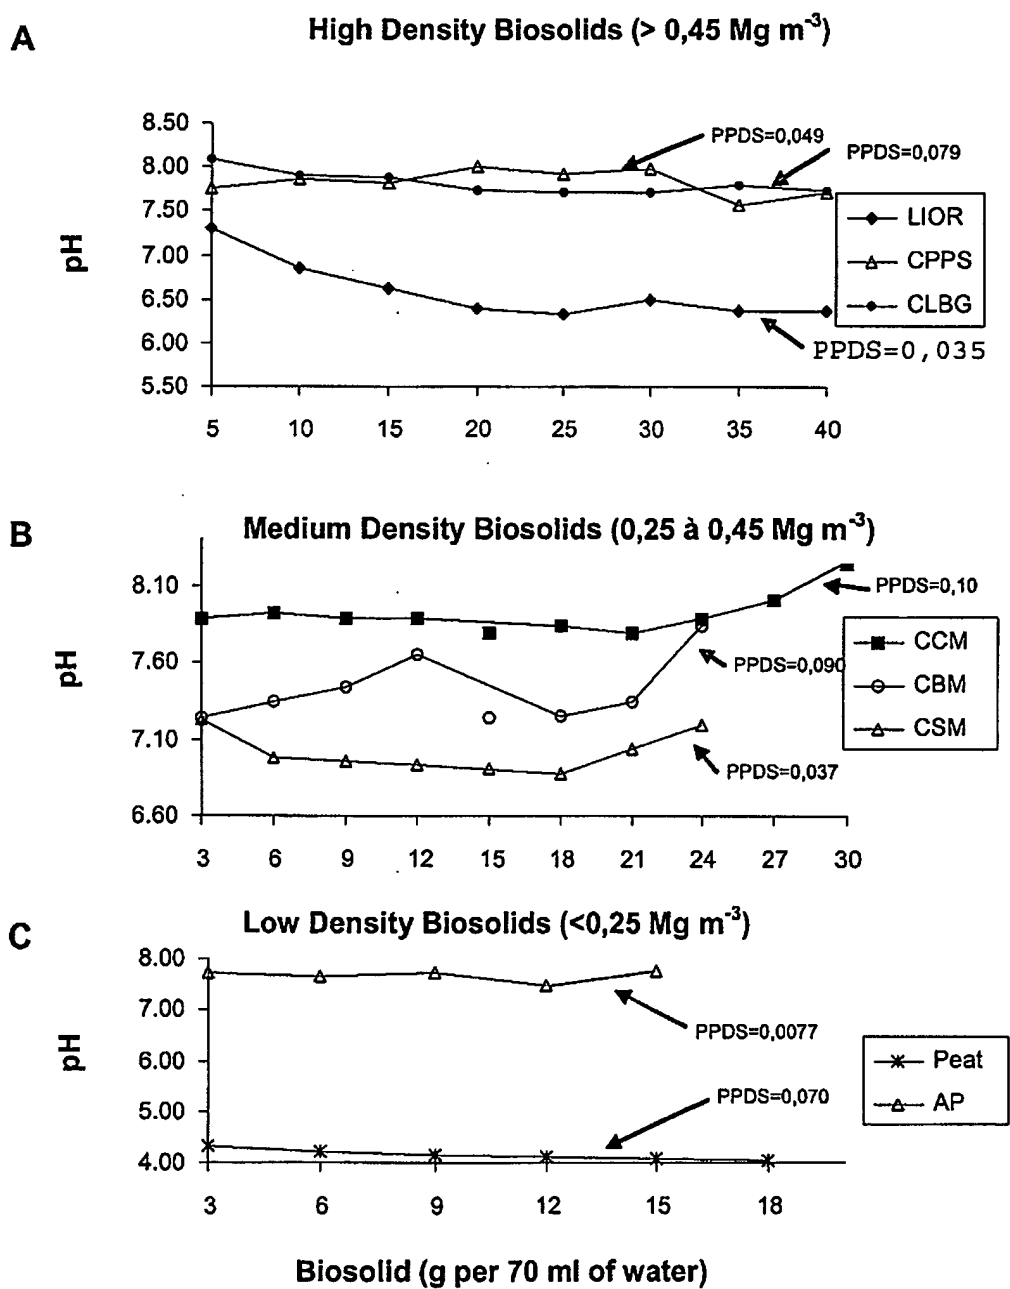 A
High Density Biosolids (> 0,45 Mg m-3)
8.50
8.00
7.50
7.00
6.50
6.00
5.50
pH
PPDS=0,049
PPDS=0,079
LIOR
CPPS
CLBG
PPDS=0,035
5 10 15 20 25 30 35 40
B
Medium Density Biosolids (0,25 à 0,45 Mg m-3)
8.10
7.60
7.10
6.60
pH
PPDS=0,10
PPDS=0,090
PPDS=0,037
CCM
CBM
CSM
3 6 9 12 15 18 21 24 27 30
C
Low Density Biosolids (<0,25 Mg m-3)
8.00
7.00
6.00
5.00
4.00
pH
PPDS=0,0077
PPDS=0,070
Peat
AP
3 6 9 12 15 18
Biosolid (g per 70 ml of water)